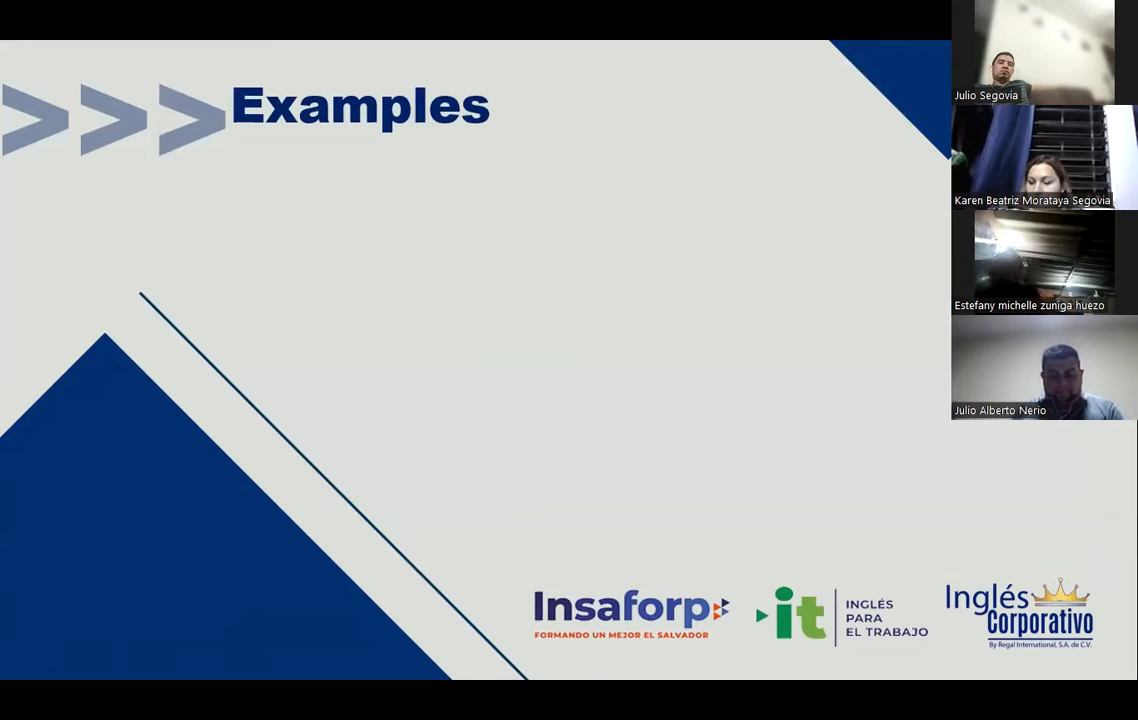 >>> Examples
Julio Segovia
Karen Beatriz Morataya Segovia
Estefany michelle zuniga huezo
Julio Alberto Nerio
Insaforp
FORMANDO UN MEJOR EL SALVADOR
it
INGLÉS
PARA
EL TRABAJO
Inglés
Corporativo
By Regal International, S.A. de C.V.